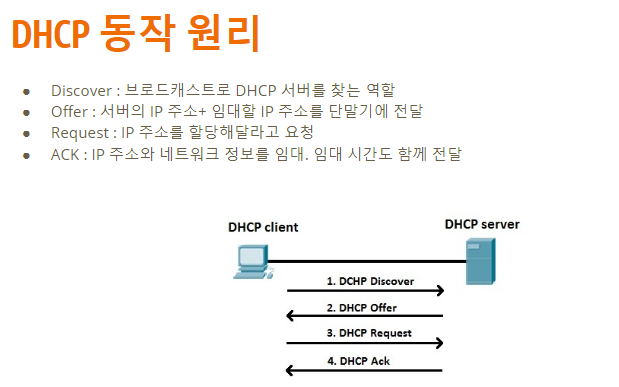 DHCP 동작 원리
● Discover : 브로드캐스트로 DHCP 서버를 찾는 역할
● Offer : 서버의 IP 주소+ 임대할 IP 주소를 단말기에 전달
● Request : IP 주소를 할당해달라고 요청
● ACK : IP 주소와 네트워크 정보를 임대. 임대 시간도 함께 전달
DHCP client
DHCP server
1. DCHP Discover
2. DHCP Offer
3. DHCP Request
4. DHCP Ack